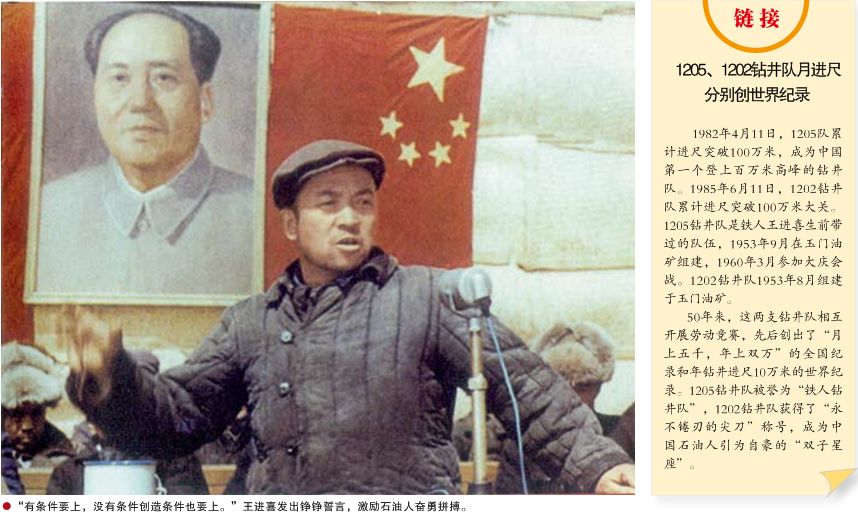 链接
1205、1202钻井队月进尺
分别创世界纪录
1982年4月11日，1205队累
计进尺突破100万米，成为中国
第一个登上百万米高峰的钻井
队。1985年6月11日，1202钻井
队累计进尺突破100万米大关。
1205钻井队是铁人王进喜生前带
过的队伍，1953年9月在玉门油
矿组建，1960年3月参加大庆会
战。1202钻井队1953年8月组建
于玉门油矿。
50年来，这两支钻井队相互
开展劳动竞赛，先后创出了“月
上五千，年上双万”的全国纪
录和年钻井进尺10万米的世界纪
录。1205钻井队被誉为“铁人钻
井队”，1202钻井队获得了“永
不锩刃的尖刀”称号，成为中
国石油人引为自豪的“双子星
座”。
“有条件要上，没有条件创造条件也要上。”王进喜发出铮铮誓言，激励石油人奋勇拼搏。